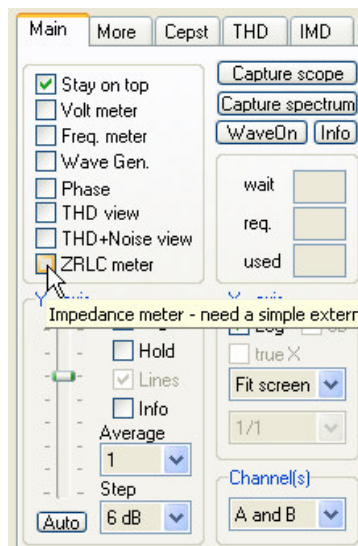 Main More Cepst THD IMD
Stay on top
Volt meter
Freq. meter
Wave Gen.
Phase
THD view
THD+Noise view
ZRLC meter
Capture scope
Capture spectrum
WaveOn Info
wait
req.
used
Impedance meter - need a simple extern
Hold
Lines
Info
Average
1
Step
Auto 6 dB
true X
Fit screen
1/1
Channel(s)
A and B